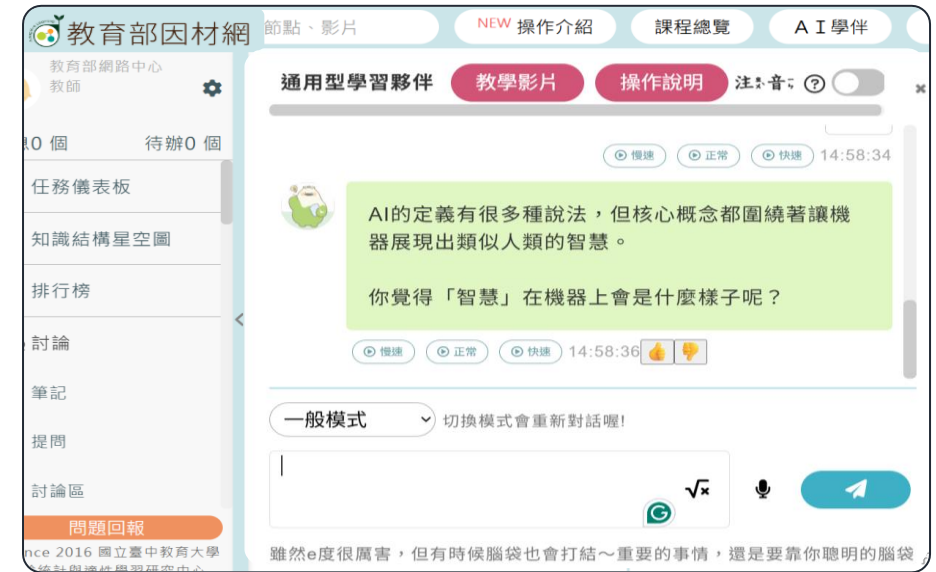 教育部因材網
節點、影片
NEW 操作介紹
課程總覽
AI學伴
教育部網路中心
教師
0 個
待辦0 個
任務儀表板
知識結構星空圖
排行榜
討論
筆記
提問
討論區
問題回報
nce 2016 國立臺中教育大學
通用型學習夥伴
教學影片
操作說明
慢速 正常 快速 14:58:34
AI的定義有很多種說法，但核心概念都圍繞著讓機
器展現出類似人類的智慧。
你覺得「智慧」在機器上會是什麼樣子呢？
慢速 正常 快速 14:58:36
一般模式 切換模式會重新對話喔!
√x
雖然e度很厲害，但有時候腦袋也會打結～重要的事情，還是要靠你聰明的腦袋